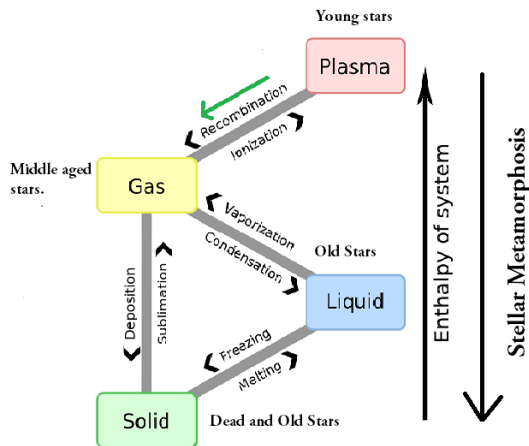 Young stars
Plasma
Recombination
Ionization
Middle aged
stars.
Gas
Vaporization
Condensation
Old Stars
Liquid
Deposition
Sublimation
Freezing
Melting
Solid
Dead and Old Stars
Enthalpy of system
Stellar Metamorphosis